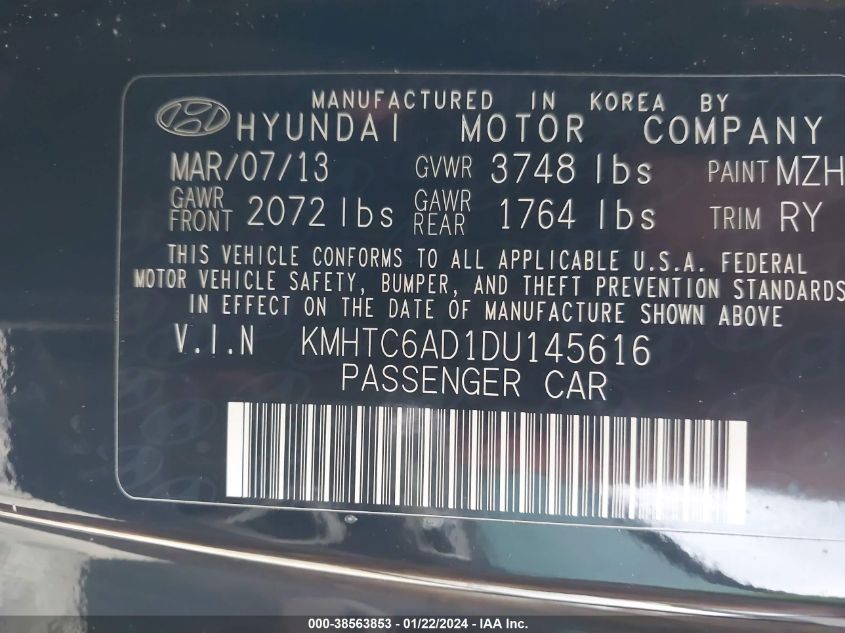 MANUFACTURED IN KOREA BY
HYUNDAI MOTOR COMPANY
MAR/07/13 GVWR 3748 lbs PAINT MZH
GAWR FRONT 2072 lbs GAWR REAR 1764 lbs TRIM RY
THIS VEHICLE CONFORMS TO ALL APPLICABLE U.S.A. FEDERAL
MOTOR VEHICLE SAFETY, BUMPER, AND THEFT PREVENTION STANDARDS
IN EFFECT ON THE DATE OF MANUFACTURE SHOWN ABOVE
V.I.N KMHTC6AD1DU145616
PASSENGER CAR
000-38563853 - 01/22/2024 - IAA Inc.